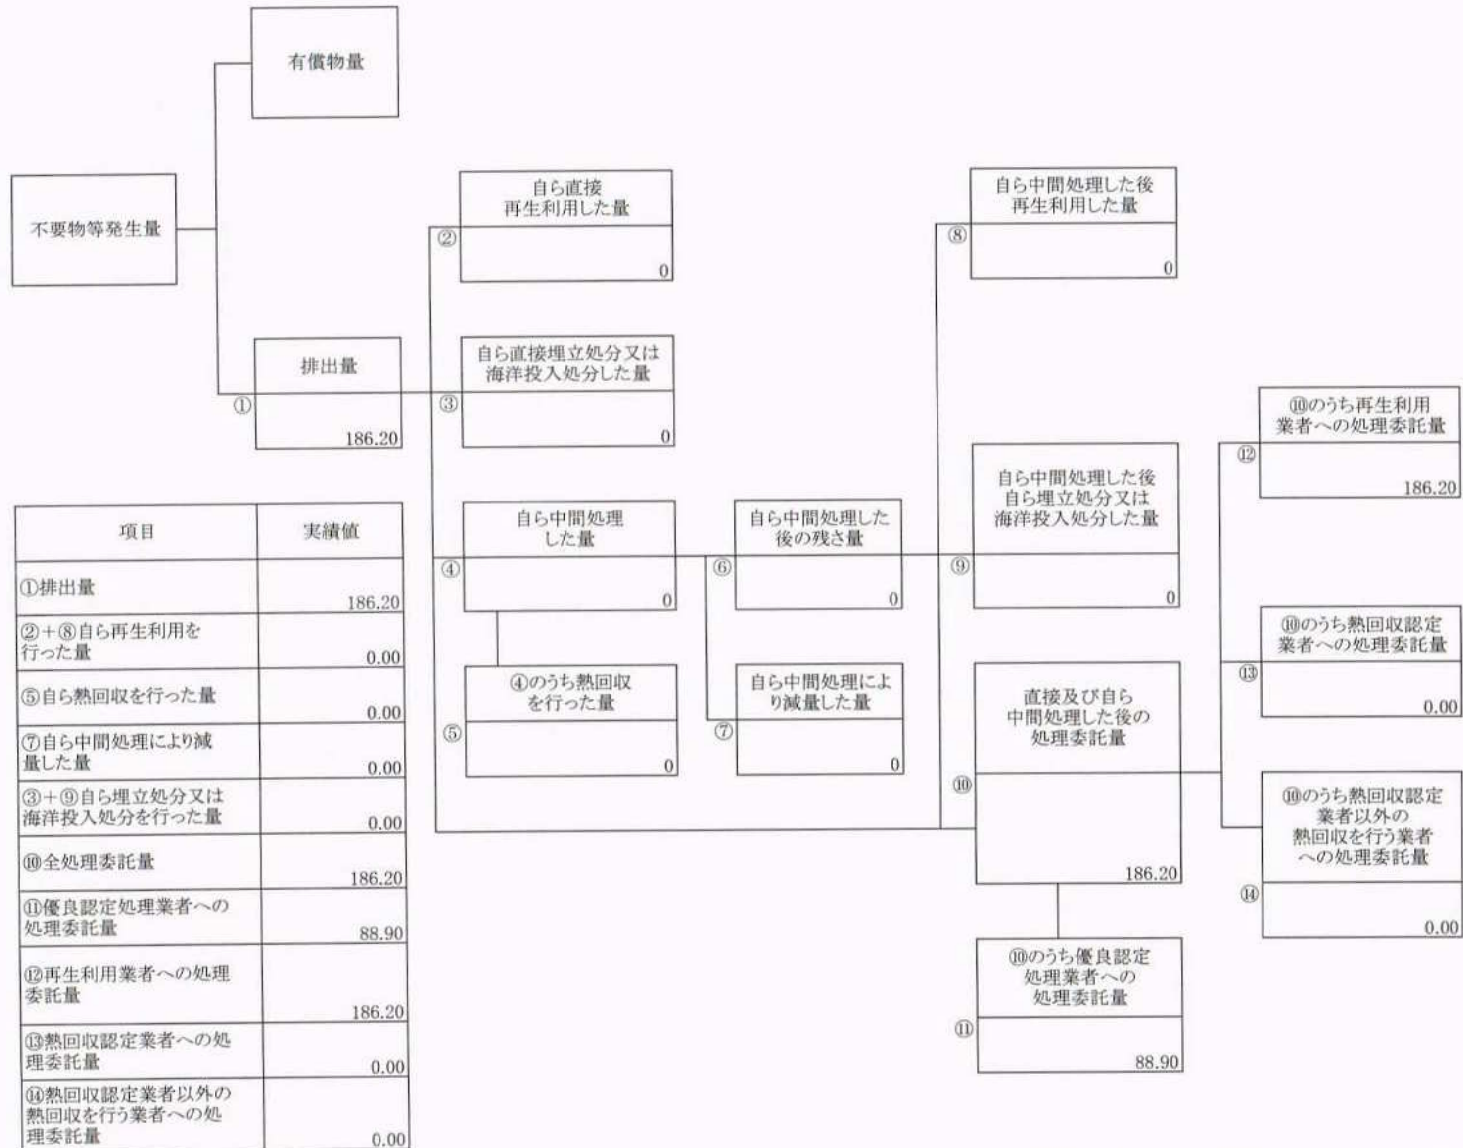 有償物量
不要物等発生量
排出量
①
186.20
自ら直接
再生利用した量
②
0
自ら直接埋立処分又は
海洋投入処分した量
③
0
自ら中間処理
した量
④
0
④のうち熱回収
を行った量
⑤
0
自ら中間処理した
後の残さ量
⑥
0
自ら中間処理によ
り減量した量
⑦
0
自ら中間処理した後
再生利用した量
⑧
0
自ら中間処理した後
自ら埋立処分又は
海洋投入処分した量
⑨
0
直接及び自ら
中間処理した後の
処理委託量
⑩
186.20
⑩のうち優良認定
処理業者への
処理委託量
⑪
88.90
⑩のうち再生利用
業者への処理委託量
⑫
186.20
⑩のうち熱回収認定
業者への処理委託量
⑬
0.00
⑩のうち熱回収認定
業者以外の
熱回収を行う業者
への処理委託量
⑭
0.00
項目 実績値
①排出量
186.20
②+⑧自ら再生利用を
行った量
0.00
⑤自ら熱回収を行った量
0.00
⑦自ら中間処理により減
量した量
0.00
③+⑨自ら埋立処分又は
海洋投入処分を行った量
0.00
⑩全処理委託量
186.20
⑪優良認定処理業者への
処理委託量
88.90
⑫再生利用業者への処理
委託量
186.20
⑬熱回収認定業者への処
理委託量
0.00
⑭熱回収認定業者以外の
熱回収を行う業者への処
理委託量
0.00